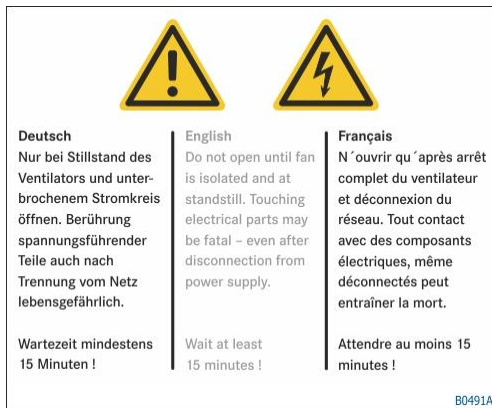 Deutsch
Nur bei Stillstand des
Ventilators und unter-
brochenem Stromkreis
öffnen. Berührung
spannungsführender
Teile auch nach
Trennung vom Netz
lebensgefährlich.
Wartezeit mindestens
15 Minuten !
English
Do not open until fan
is isolated and at
standstill. Touching
electrical parts may
be fatal – even after
disconnection from
power supply.
Wait at least
15 minutes !
Français
N´ouvrir qu´après arrêt
complet du ventilateur
et déconnexion du
réseau. Tout contact
avec des composants
électriques, même
déconnectés peut
entraîner la mort.
Attendre au moins 15
minutes !
B0491A